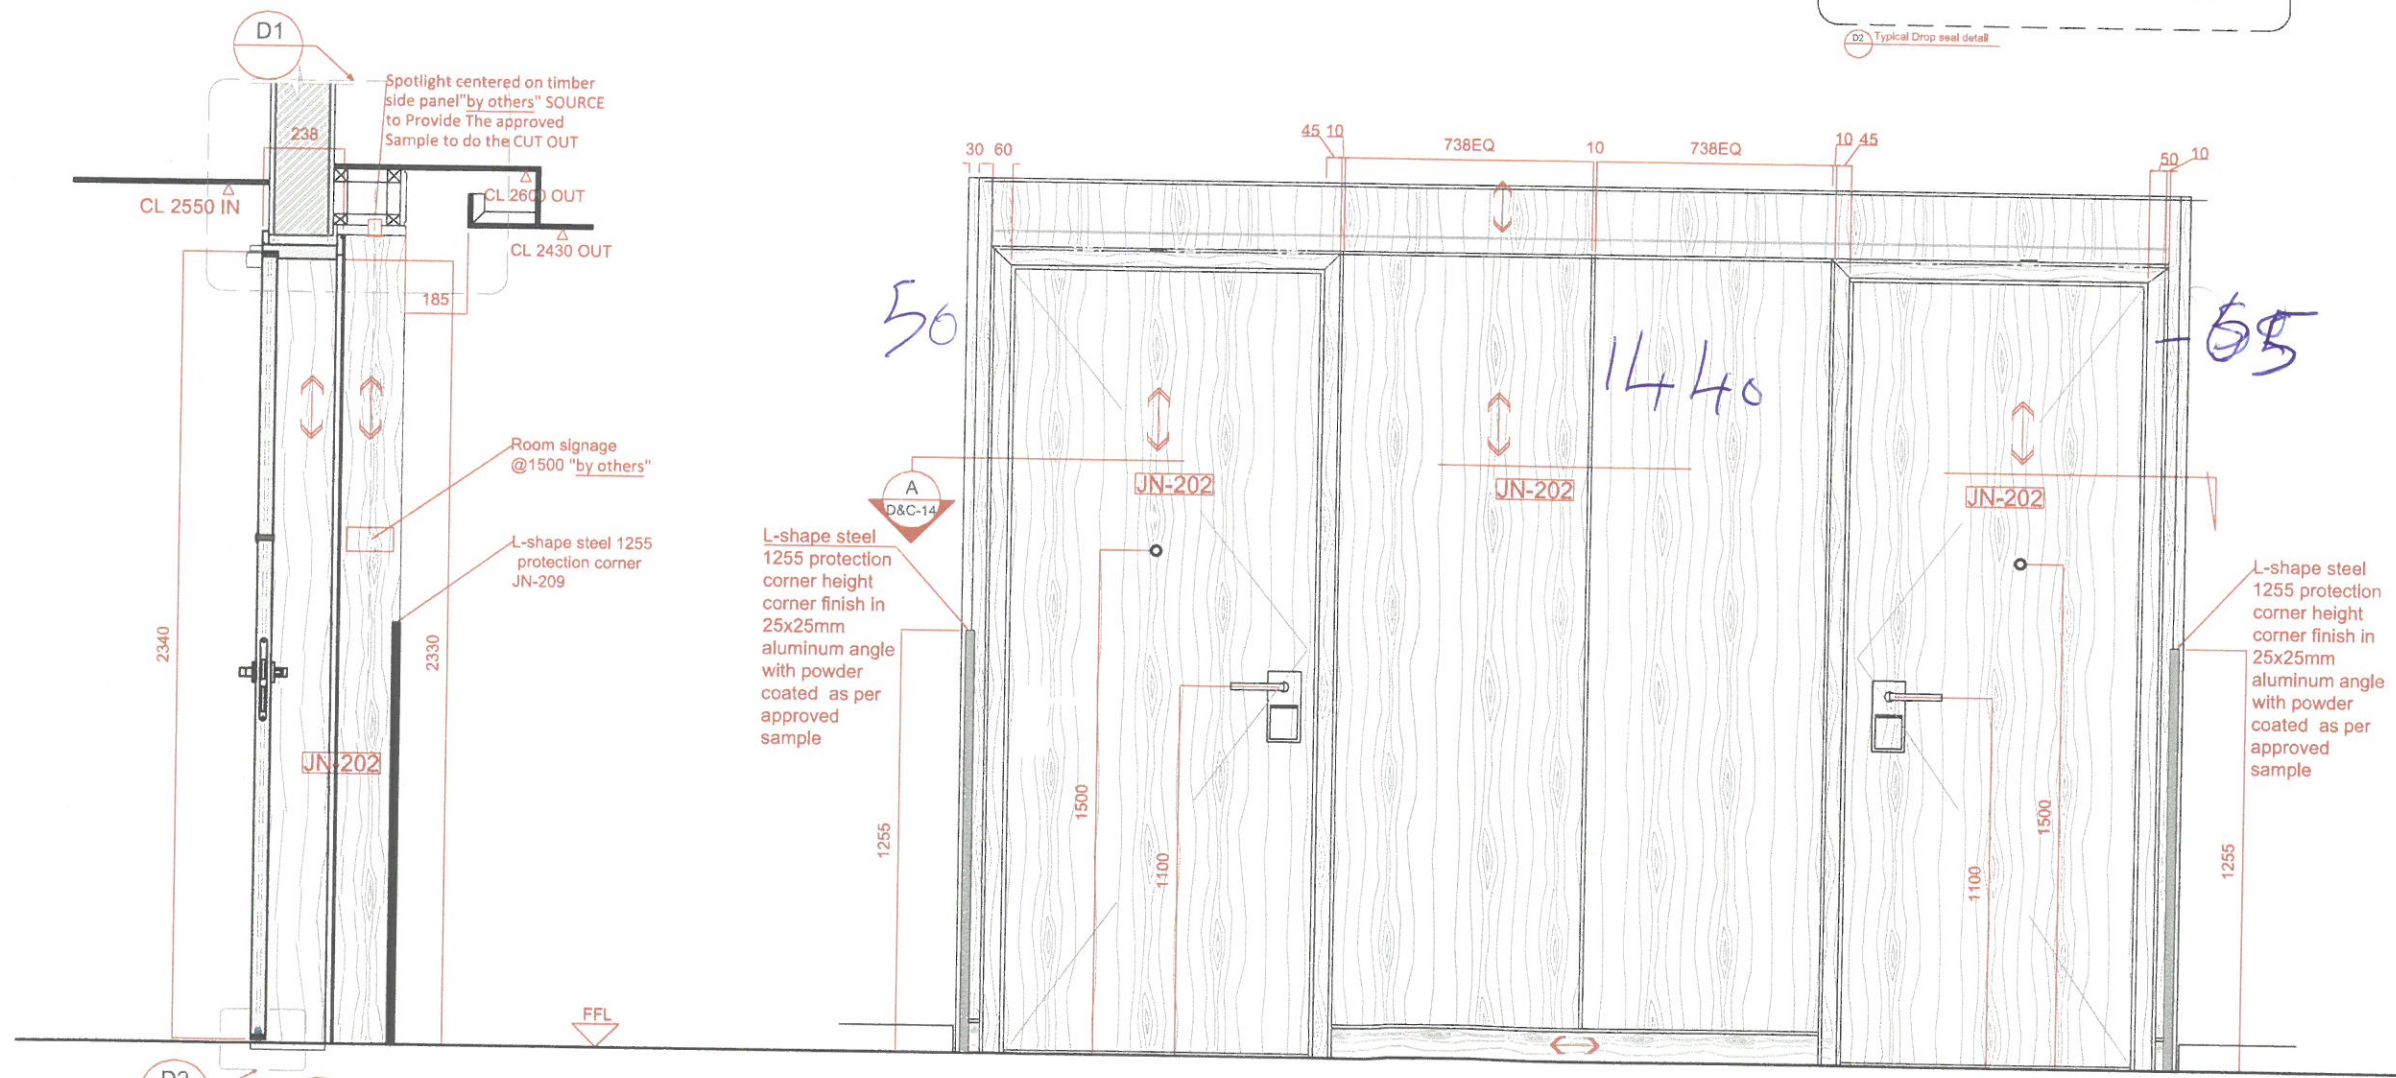 D1
Spotlight centered on timber
side panel"by others" SOURCE
to Provide The approved
Sample to do the CUT OUT
238
CL 2550 IN
CL 2600 OUT
CL 2430 OUT
185
Room signage
@1500 "by others"
L-shape steel 1255
protection corner
JN-209
2340
2330
JN-202
FFL
D2 Typical Drop seal detail
30 60
45 10
738EQ
10
738EQ
10 45
50 10
50
1440
A
D&C-14
JN-202
JN-202
JN-202
L-shape steel
1255 protection
corner height
corner finish in
25x25mm
aluminum angle
with powder
coated as per
approved
sample
1255
1500
1100
1100
1500
1255
L-shape steel
1255 protection
corner height
corner finish in
25x25mm
aluminum angle
with powder
coated as per
approved
sample